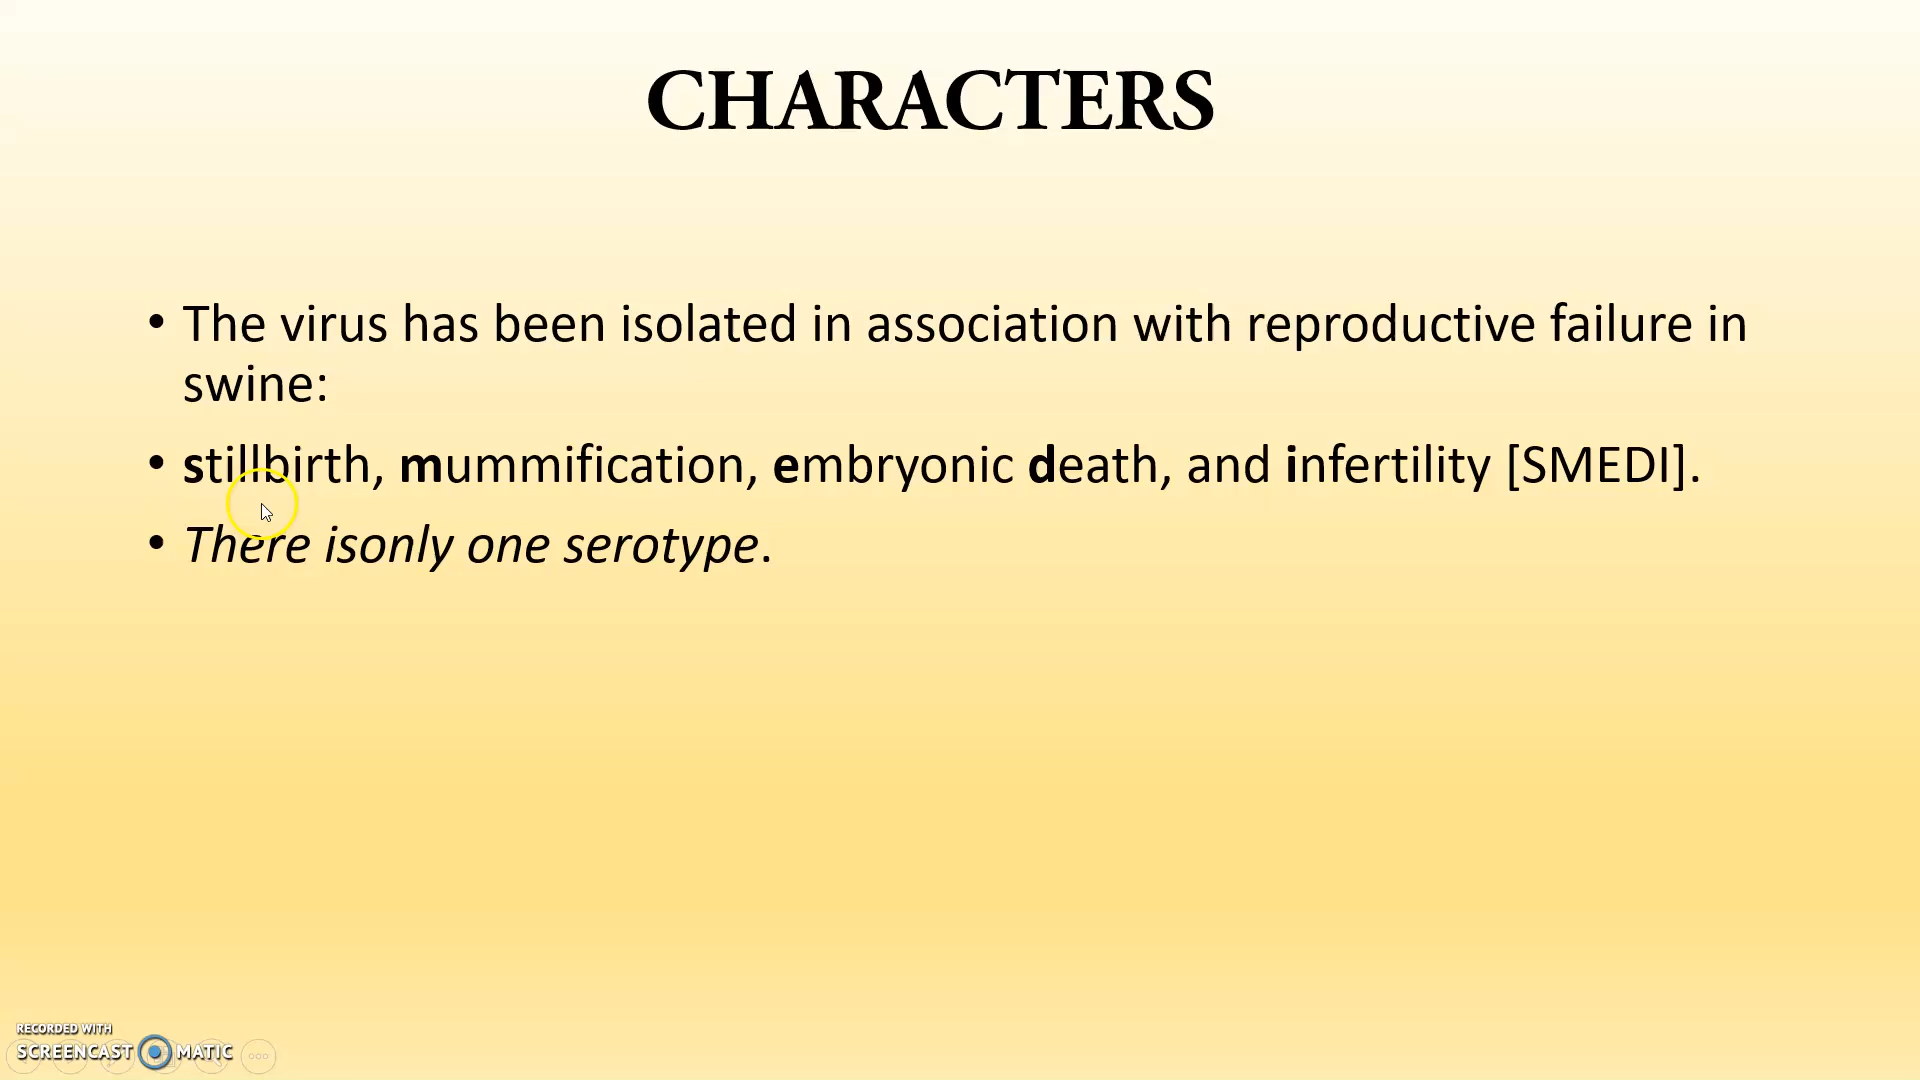 CHARACTERS
• The virus has been isolated in association with reproductive failure in
swine:
• stillbirth, mummification, embryonic death, and infertility [SMEDI].
• There isonly one serotype.
RECORDED WITH
SCREENCAST MATIC